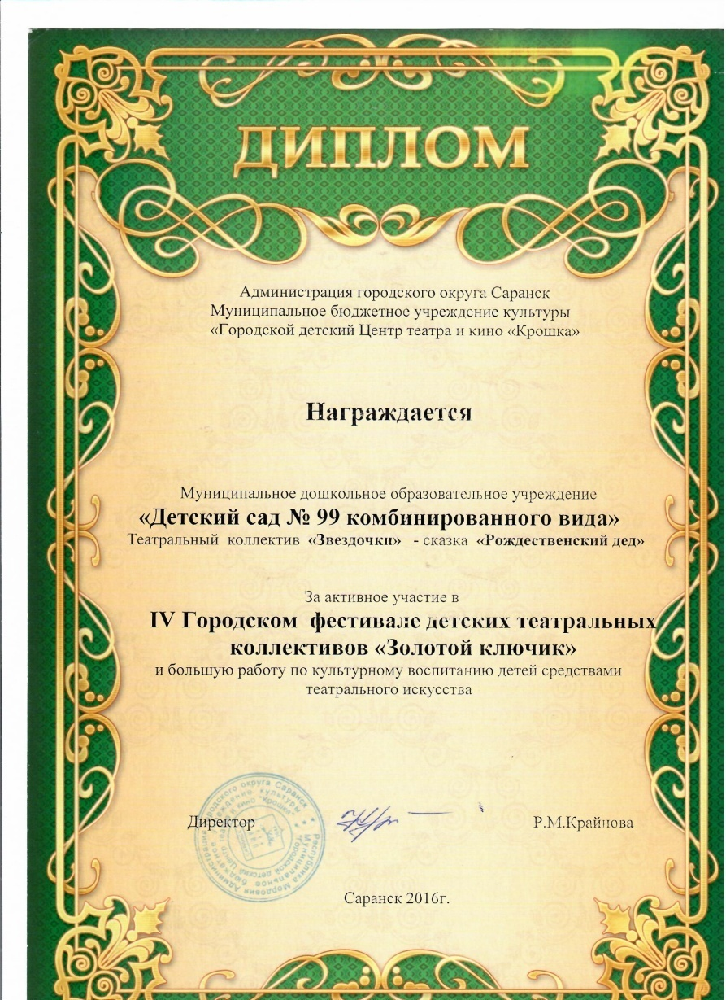 ДИПЛОМ
Администрация городского округа Саранск
Муниципальное бюджетное учреждение культуры
«Городской детский Центр театра и кино «Крошка»
Награждается
Муниципальное дошкольное образовательное учреждение
«Детский сад № 99 комбинированного вида»
Театральный коллектив «Звездочки» - сказка «Рождественский дед»
За активное участие в
IV Городском фестивале детских театральных
коллективов «Золотой ключик»
и большую работу по культурному воспитанию детей средствами
театрального искусства
Директор Р.М.Крайнова
Саранск 2016г.